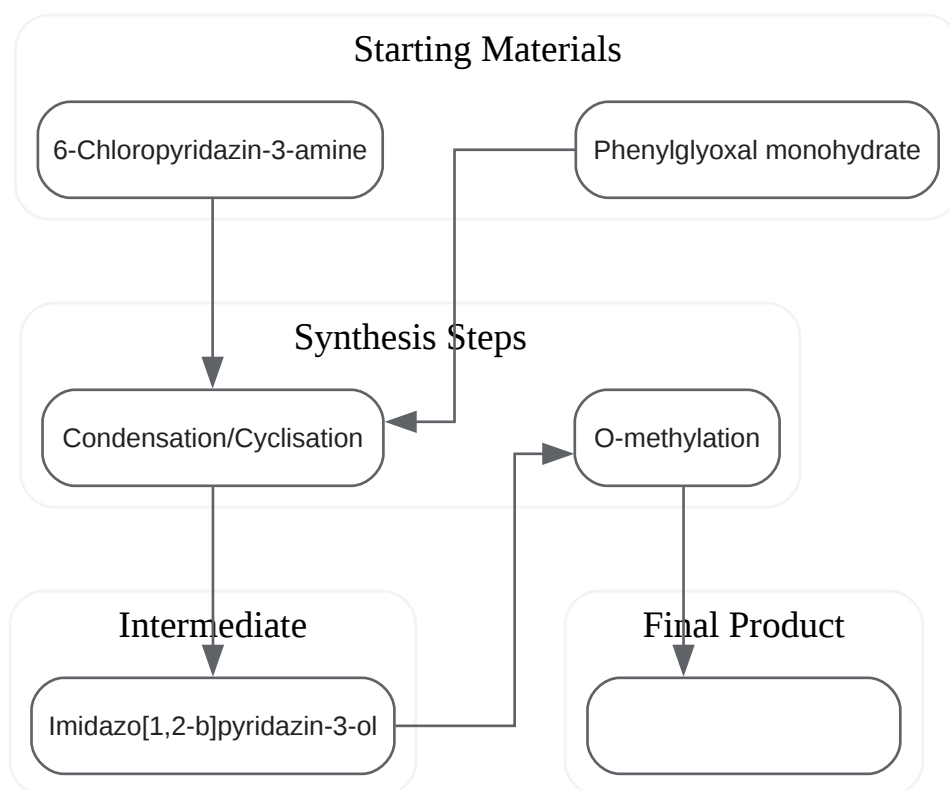 Starting Materials
6-Chloropyridazin-3-amine
Phenylglyoxal monohydrate
Synthesis Steps
Condensation/Cyclisation
O-methylation
Intermediate
Final Product
Imidazo[1,2-b]pyridazin-3-ol